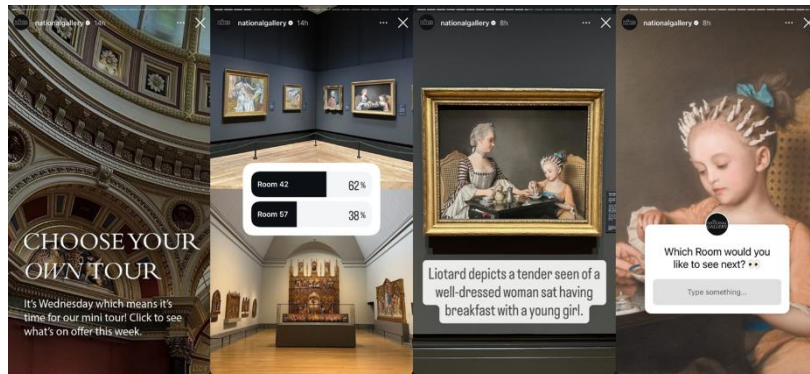 nationalgallery 14h
CHOOSE YOUR
OWN TOUR
It's Wednesday which means it's
time for our mini tour! Click to see
what's on offer this week.
nationalgallery 14h
Room 42 62%
Room 57 38%
nationalgallery 8h
Liotard depicts a tender seen of a
well-dressed woman sat having
breakfast with a young girl.
nationalgallery 8h
Which Room would you
like to see next? 👀
Type something...